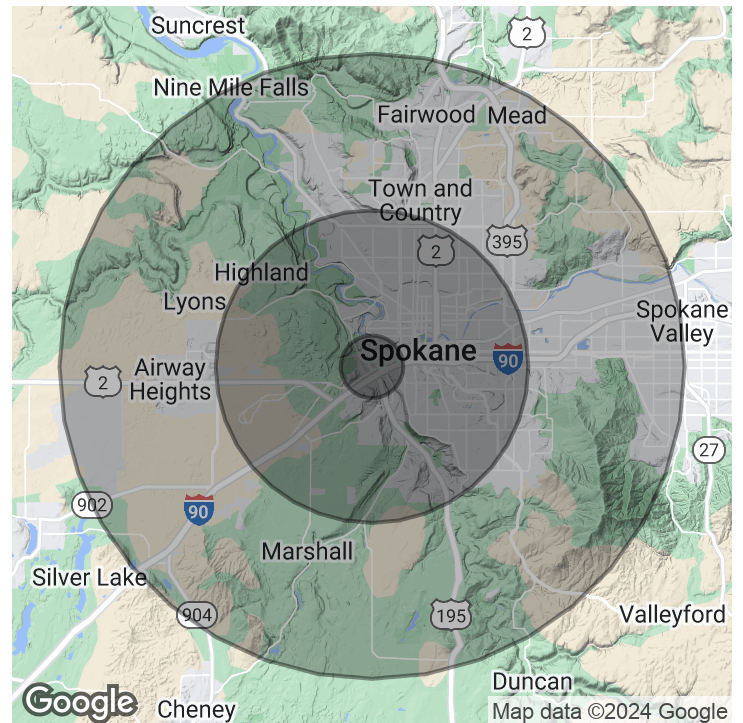 Suncrest
2
Nine Mile Falls
Fairwood
Mead
Town and
Country
395
2
Highland
Lyons
Spokane
Valley
Spokane
90
Airway
Heights
2
27
902
90
Marshall
Silver Lake
904
195
Valleyford
Duncan
Cheney
Google
Map data ©2024 Google